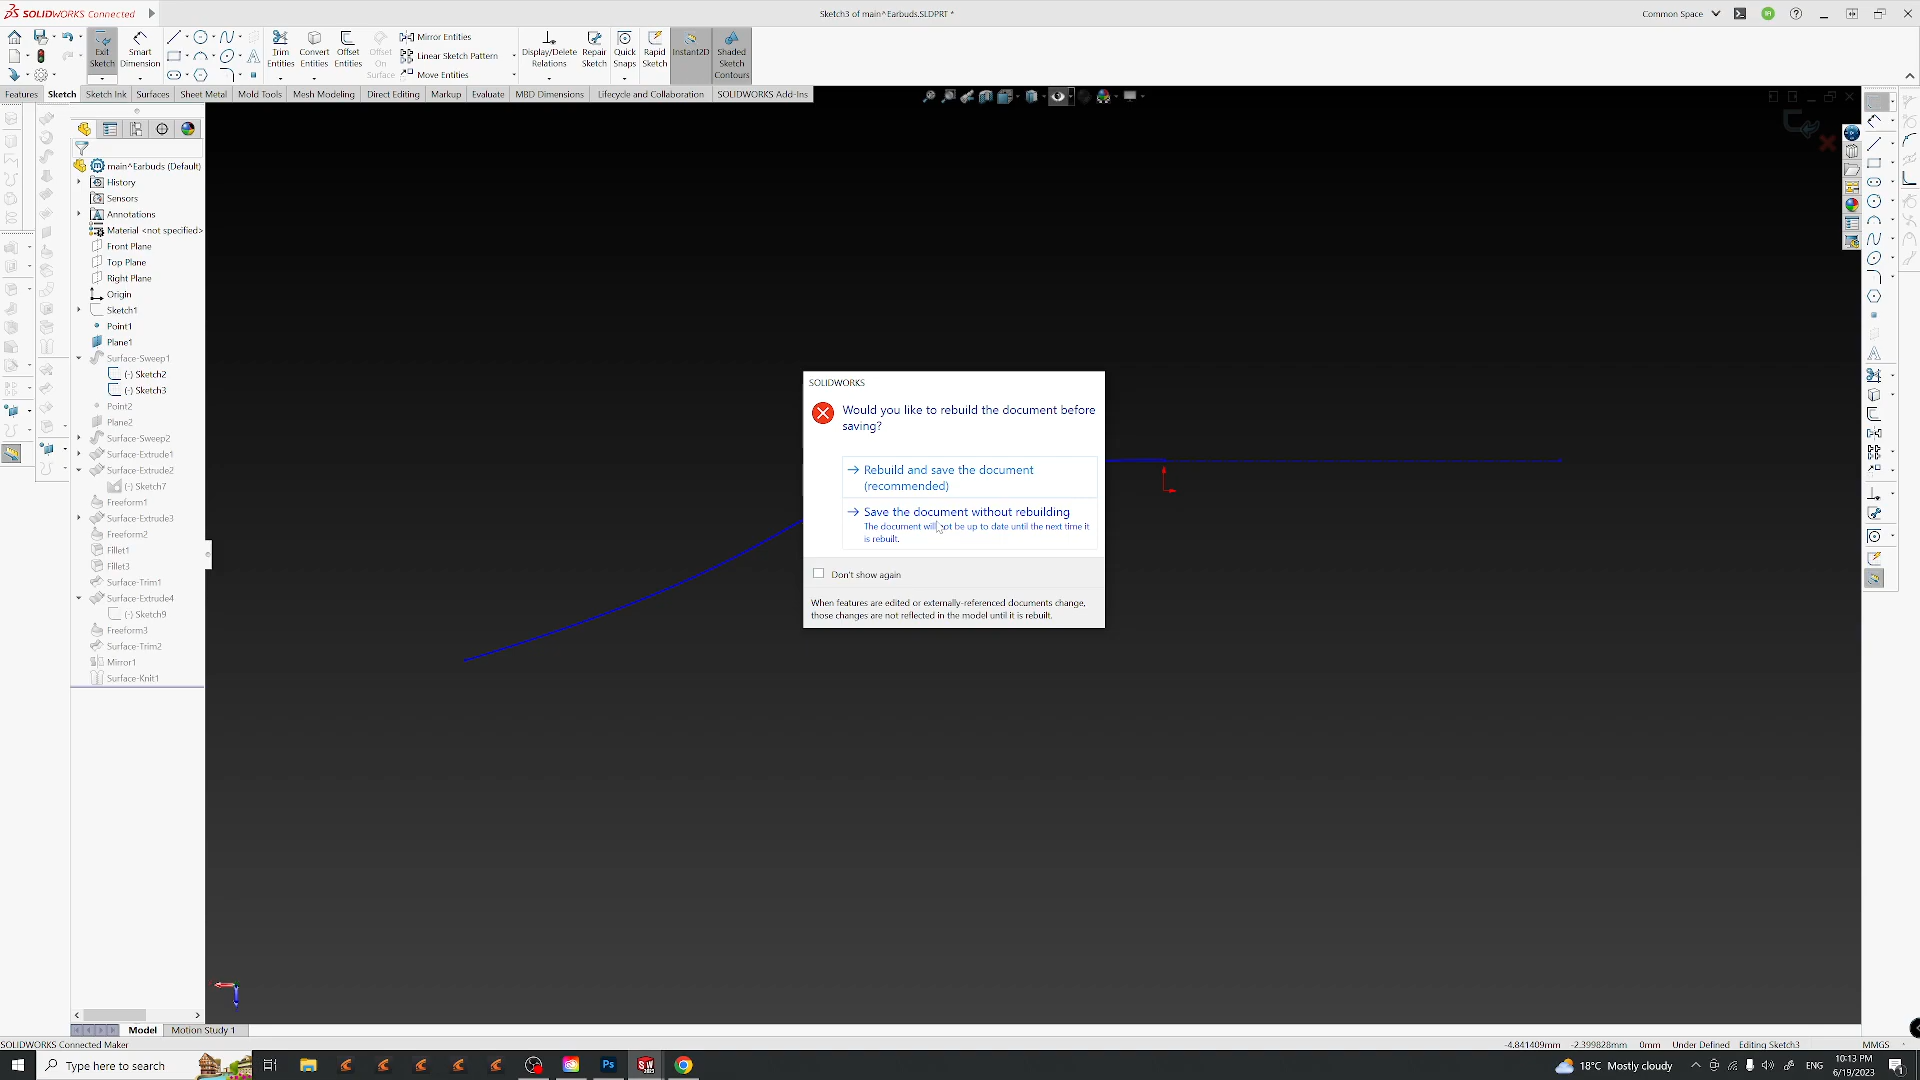 SOLIDWORKS Connected
Sketch3 of main^Earbuds.SLDPRT *
Common Space
Exit Sketch
Smart Dimension
Trim Entities
Convert Entities
Offset Entities
Offset On Surface
Mirror Entities
Linear Sketch Pattern
Move Entities
Display/Delete Relations
Repair Sketch
Quick Snaps
Rapid Sketch
Instant2D
Shaded Sketch Contours
Features
Sketch
Sketch Ink
Surfaces
Sheet Metal
Mold Tools
Mesh Modeling
Direct Editing
Markup
Evaluate
MBD Dimensions
Lifecycle and Collaboration
SOLIDWORKS Add-Ins
main^Earbuds (Default)
History
Sensors
Annotations
Material <not specified>
Front Plane
Top Plane
Right Plane
Origin
Sketch1
Point1
Plane1
Surface-Sweep1
(-) Sketch2
(-) Sketch3
Point2
Plane2
Surface-Sweep2
Surface-Extrude1
Surface-Extrude2
(-) Sketch7
Freeform1
Surface-Extrude3
Freeform2
Fillet1
Fillet3
Surface-Trim1
Surface-Extrude4
(-) Sketch9
Freeform3
Surface-Trim2
Mirror1
Surface-Knit1
SOLIDWORKS
Would you like to rebuild the document before
saving?
Rebuild and save the document
(recommended)
Save the document without rebuilding
The document will not be up to date until the next time it
is rebuilt.
Don't show again
When features are edited or externally-referenced documents change,
those changes are not reflected in the model until it is rebuilt.
Model
Motion Study 1
SOLIDWORKS Connected Maker
-4.841409mm
-2.399828mm
0mm
Under Defined
Editing Sketch3
MMGS
Type here to search
Ps
SW
18°C Mostly cloudy
ENG
10:13 PM
6/19/2023